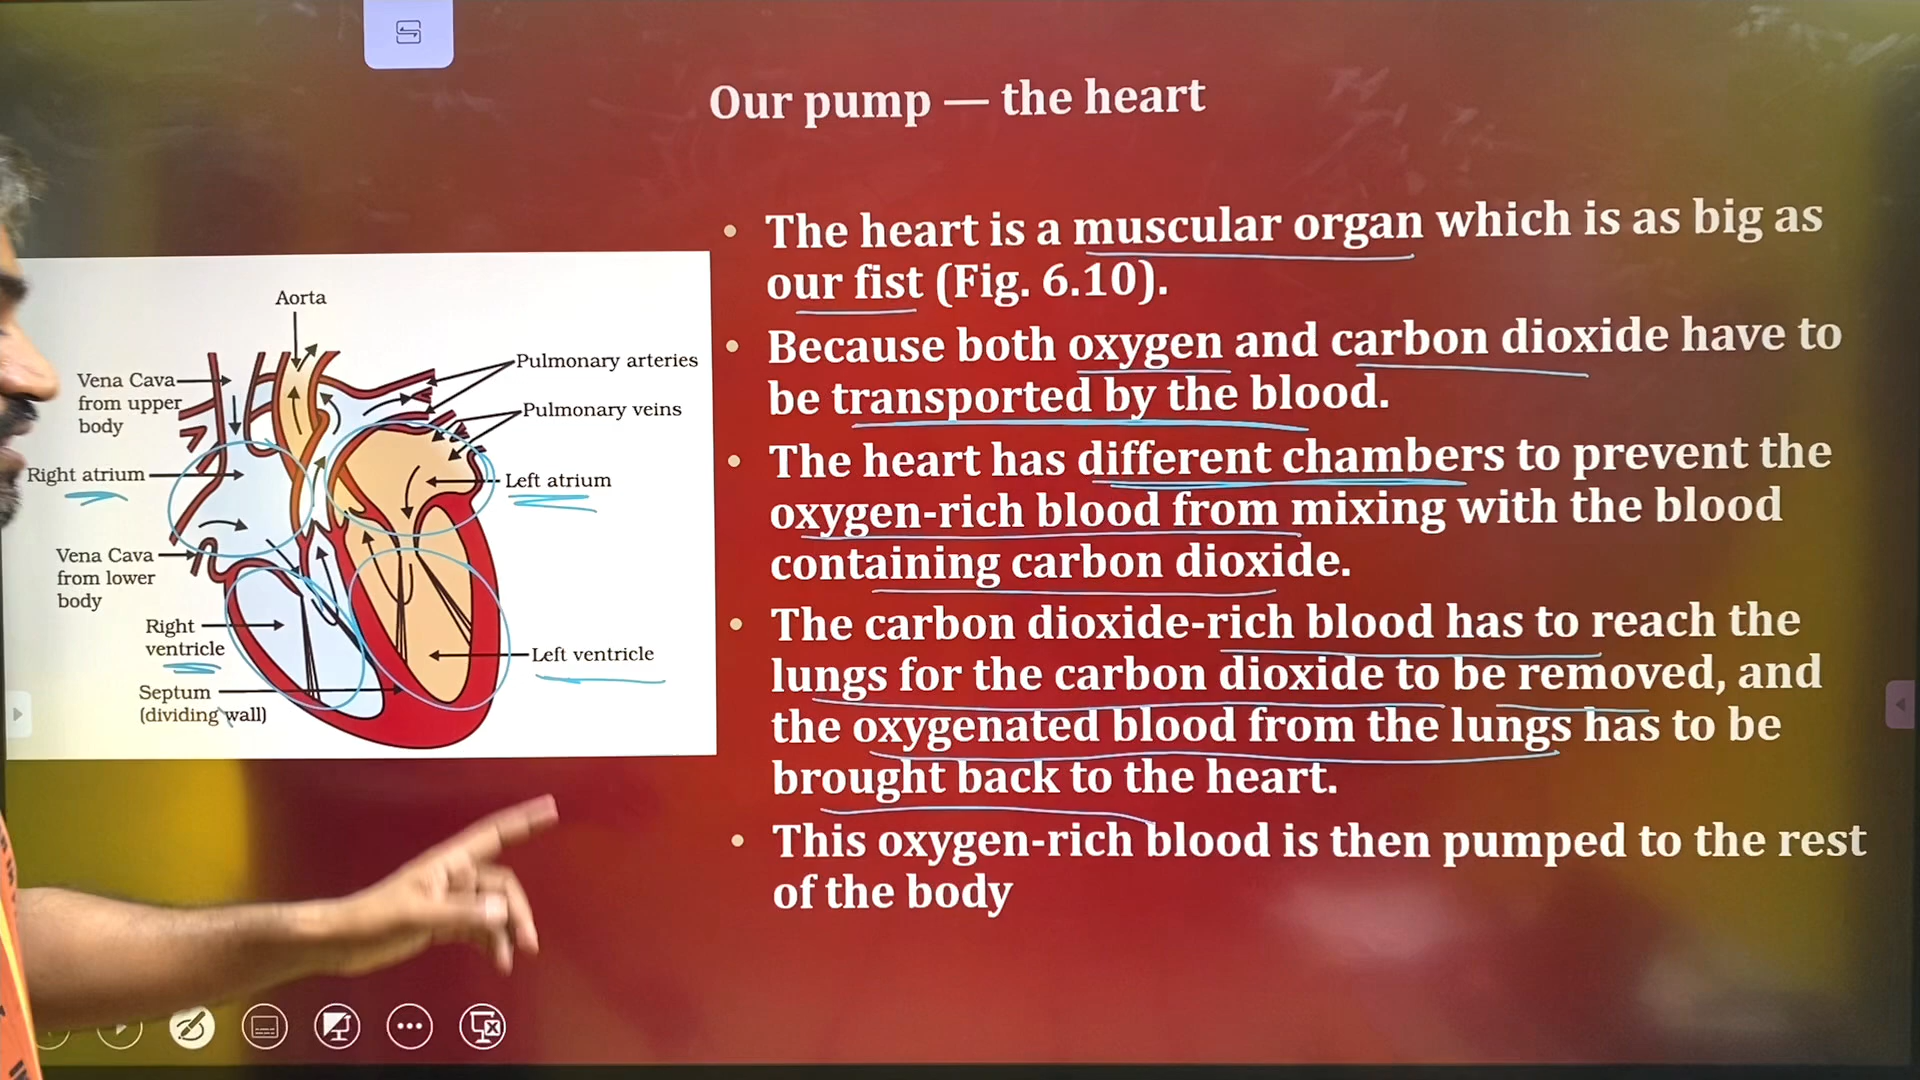 Our pump — the heart
• The heart is a muscular organ which is as big as
our fist (Fig. 6.10).
• Because both oxygen and carbon dioxide have to
be transported by the blood.
• The heart has different chambers to prevent the
oxygen-rich blood from mixing with the blood
containing carbon dioxide.
• The carbon dioxide-rich blood has to reach the
lungs for the carbon dioxide to be removed, and
the oxygenated blood from the lungs has to be
brought back to the heart.
• This oxygen-rich blood is then pumped to the rest
of the body
Aorta
Pulmonary arteries
Vena Cava
from upper
body
Pulmonary veins
Right atrium
Left atrium
Vena Cava
from lower
body
Right
ventricle
Left ventricle
Septum
(dividing wall)